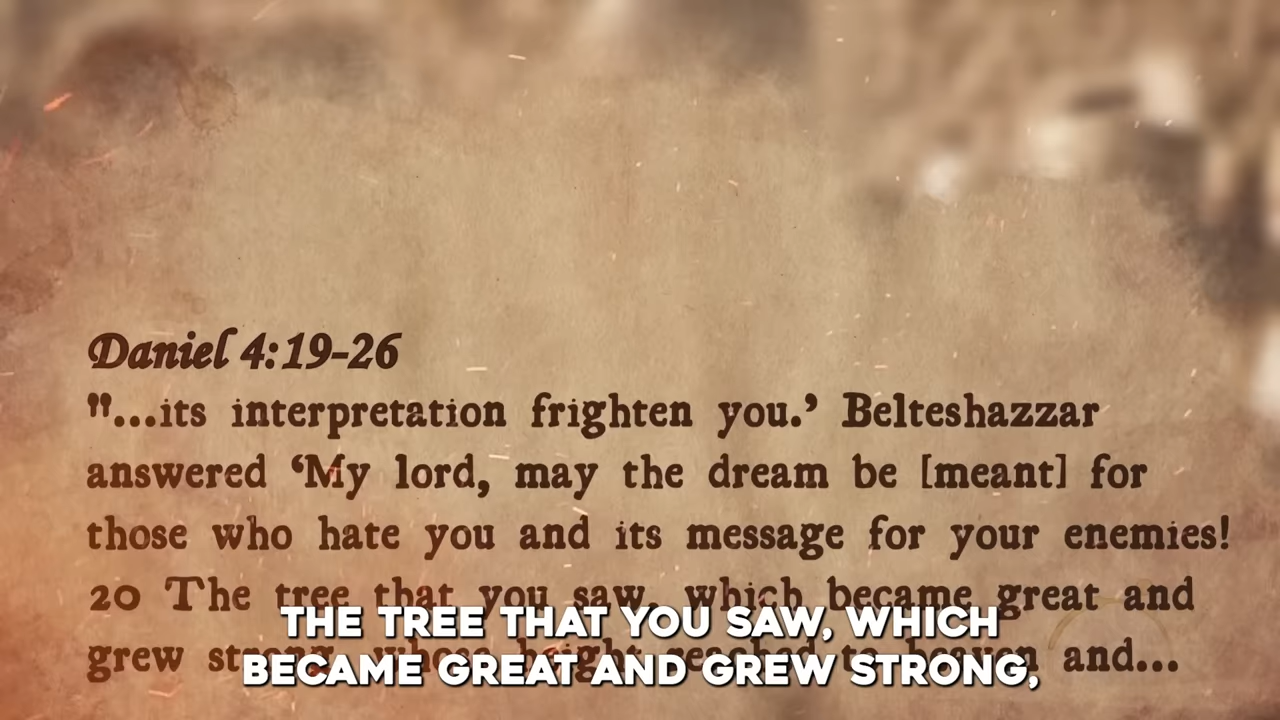 Daniel 4:19-26
"...its interpretation frighten you.’ Belteshazzar
answered ‘My lord, may the dream be [meant] for
those who hate you and its message for your enemies!
20 The tree that you saw, which became great and
grew strong, whose height reached to heaven and...
THE TREE THAT YOU SAW, WHICH
BECAME GREAT AND GREW STRONG,